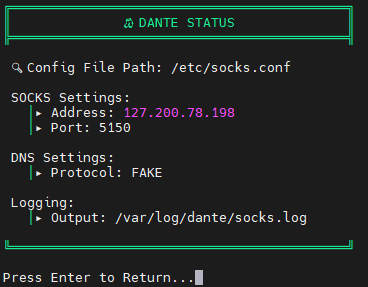 DANTE STATUS
Config File Path: /etc/socks.conf
SOCKS Settings:
▸ Address: 127.200.78.198
▸ Port: 5150
DNS Settings:
▸ Protocol: FAKE
Logging:
▸ Output: /var/log/dante/socks.log
Press Enter to Return...